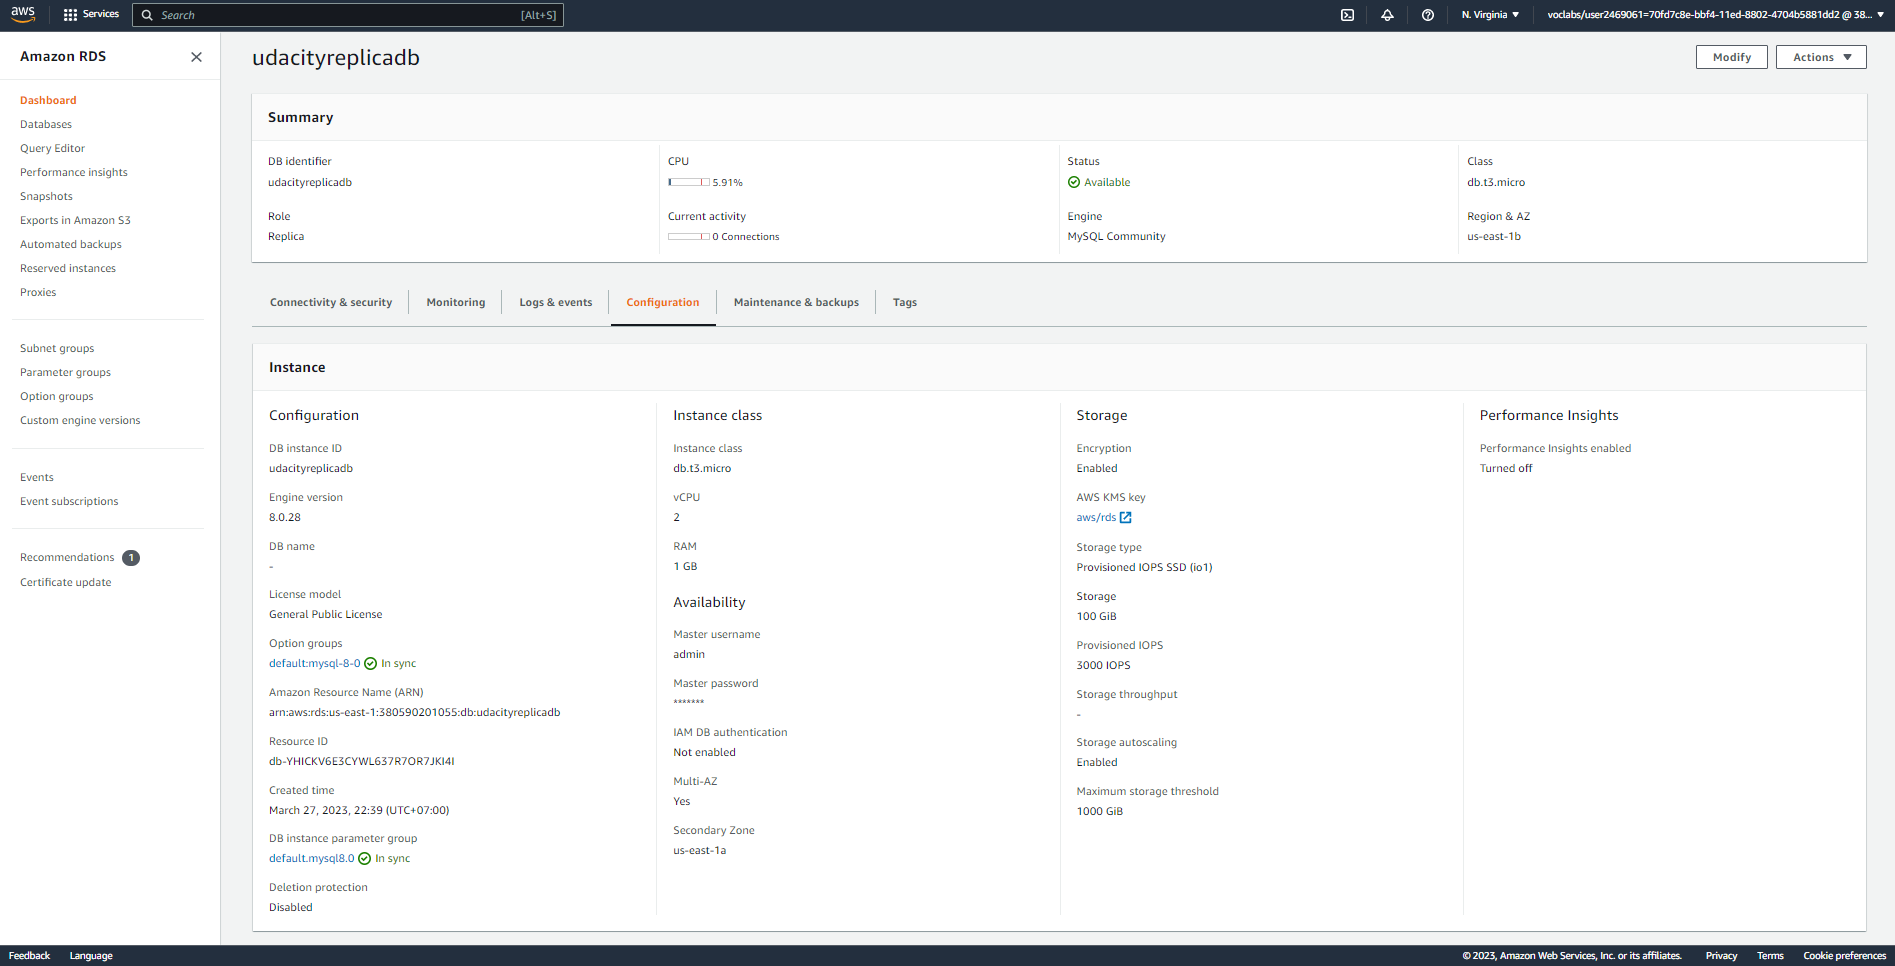 aws
Services
Search
[Alt+S]
N. Virginia
voclabs/user2469061=70fd7c8e-bbf4-11ed-8802-4704b5881dd2 @ 38...
Amazon RDS
Dashboard
Databases
Query Editor
Performance insights
Snapshots
Exports in Amazon S3
Automated backups
Reserved instances
Proxies
Subnet groups
Parameter groups
Option groups
Custom engine versions
Events
Event subscriptions
Recommendations 1
Certificate update
udacityreplicadb
Modify
Actions
Summary
DB identifier
udacityreplicadb
Role
Replica
CPU
5.91%
Current activity
0 Connections
Status
Available
Engine
MySQL Community
Class
db.t3.micro
Region & AZ
us-east-1b
Connectivity & security
Monitoring
Logs & events
Configuration
Maintenance & backups
Tags
Instance
Configuration
DB instance ID
udacityreplicadb
Engine version
8.0.28
DB name
-
License model
General Public License
Option groups
default:mysql-8-0 In sync
Amazon Resource Name (ARN)
arn:aws:rds:us-east-1:380590201055:db:udacityreplicadb
Resource ID
db-YHICKV6E3CYWL637R7OR7JKI4I
Created time
March 27, 2023, 22:39 (UTC+07:00)
DB instance parameter group
default.mysql8.0 In sync
Deletion protection
Disabled
Instance class
Instance class
db.t3.micro
vCPU
2
RAM
1 GB
Availability
Master username
admin
Master password
*******
IAM DB authentication
Not enabled
Multi-AZ
Yes
Secondary Zone
us-east-1a
Storage
Encryption
Enabled
AWS KMS key
aws/rds
Storage type
Provisioned IOPS SSD (io1)
Storage
100 GiB
Provisioned IOPS
3000 IOPS
Storage throughput
-
Storage autoscaling
Enabled
Maximum storage threshold
1000 GiB
Performance Insights
Performance Insights enabled
Turned off
Feedback
Language
© 2023, Amazon Web Services, Inc. or its affiliates.
Privacy
Terms
Cookie preferences